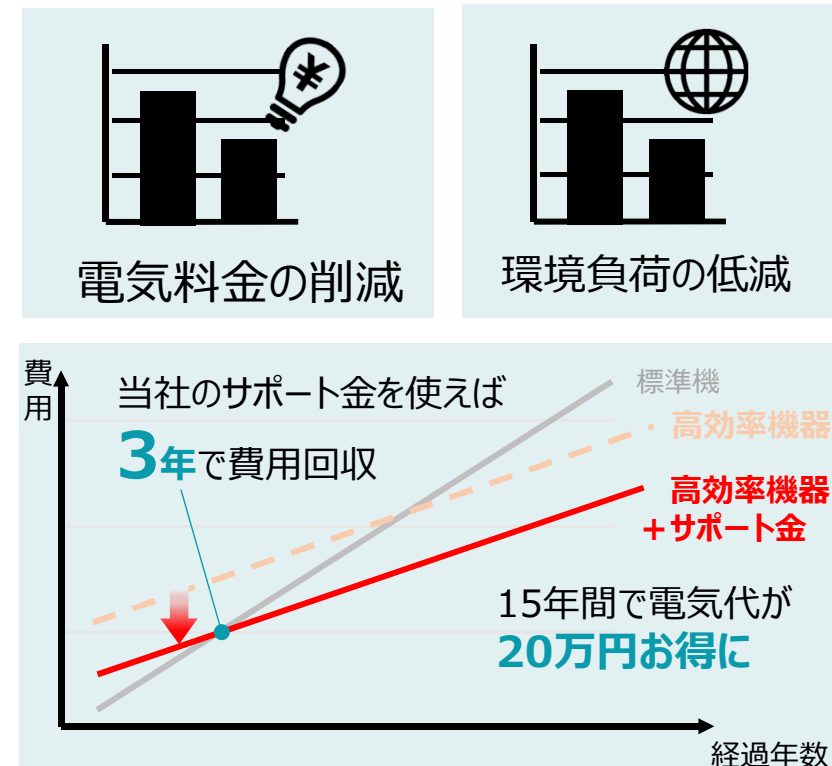 ¥
電気料金の削減
環境負荷の低減
費
用
当社のサポート金を使えば
3年で費用回収
標準機
高効率機器
高効率機器
＋サポート金
15年間で電気代が
20万円お得に
経過年数